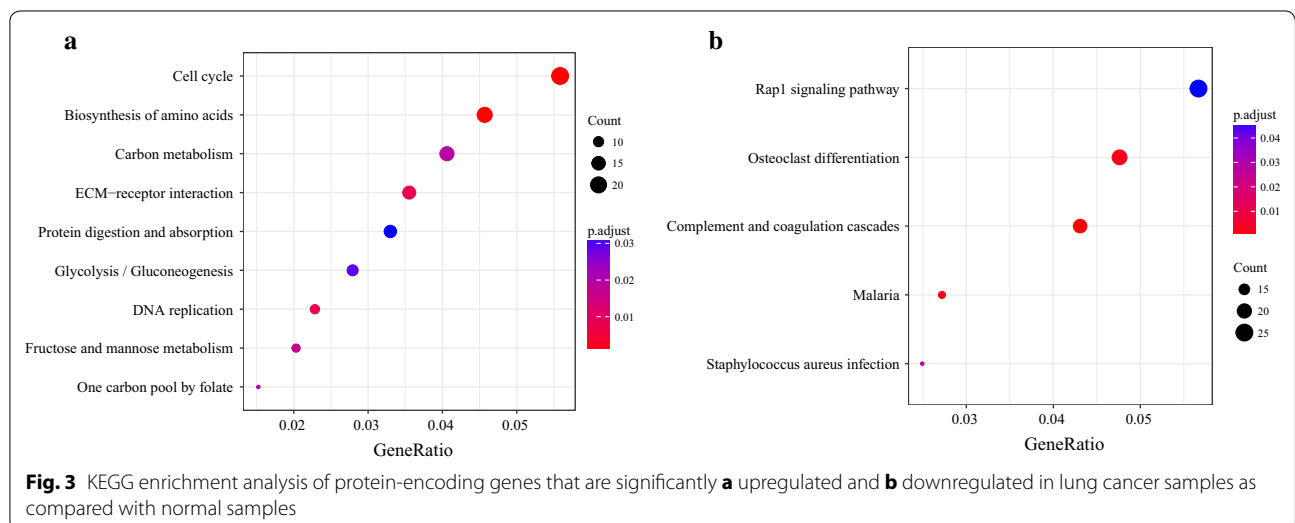 a
Cell cycle
Biosynthesis of amino acids
Carbon metabolism
ECM−receptor interaction
Protein digestion and absorption
Glycolysis / Gluconeogenesis
DNA replication
Fructose and mannose metabolism
One carbon pool by folate
0.02 0.03 0.04 0.05
GeneRatio
Count
10
15
20
p.adjust
0.03
0.02
0.01
b
Rap1 signaling pathway
Osteoclast differentiation
Complement and coagulation cascades
Malaria
Staphylococcus aureus infection
0.03 0.04 0.05
GeneRatio
p.adjust
0.04
0.03
0.02
0.01
Count
15
20
25
Fig. 3 KEGG enrichment analysis of protein-encoding genes that are significantly a upregulated and b downregulated in lung cancer samples as
compared with normal samples